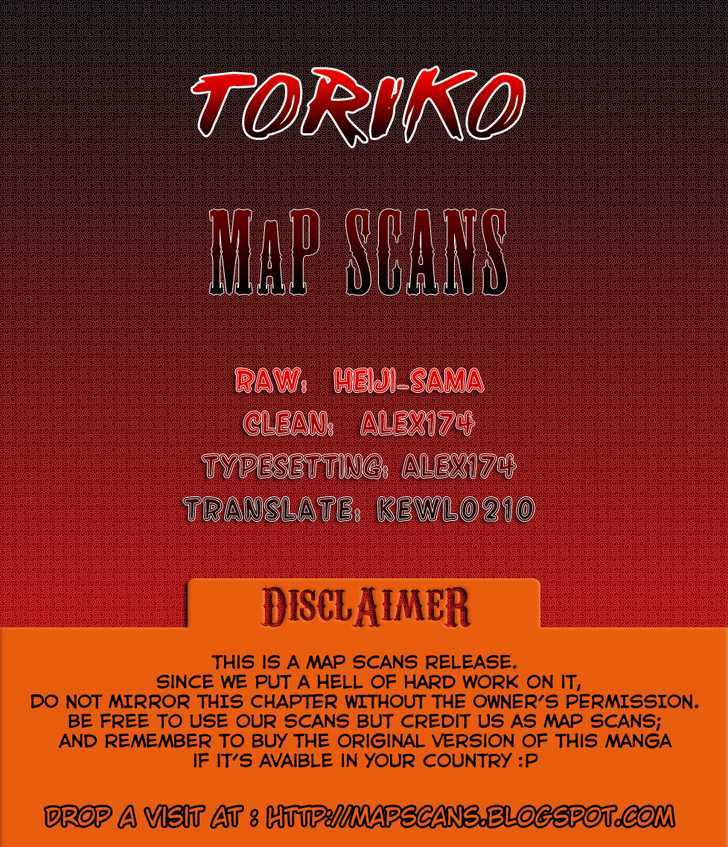 TORIKO
MaP SCANS
RAW: HEIJI-SAMA
CLEAN: ALEX174
TYPESETTING: ALEX174
TRANSLATE: KEWL0210
DISCLAIMER
THIS IS A MAP SCANS RELEASE.
SINCE WE PUT A HELL OF HARD WORK ON IT,
DO NOT MIRROR THIS CHAPTER WITHOUT THE OWNER'S PERMISSION.
BE FREE TO USE OUR SCANS BUT CREDIT US AS MAP SCANS;
AND REMEMBER TO BUY THE ORIGINAL VERSION OF THIS MANGA
IF IT'S AVAIBLE IN YOUR COUNTRY :P
DROP A VISIT AT : HTTP://MAPSCANS.BLOGSPOT.COM